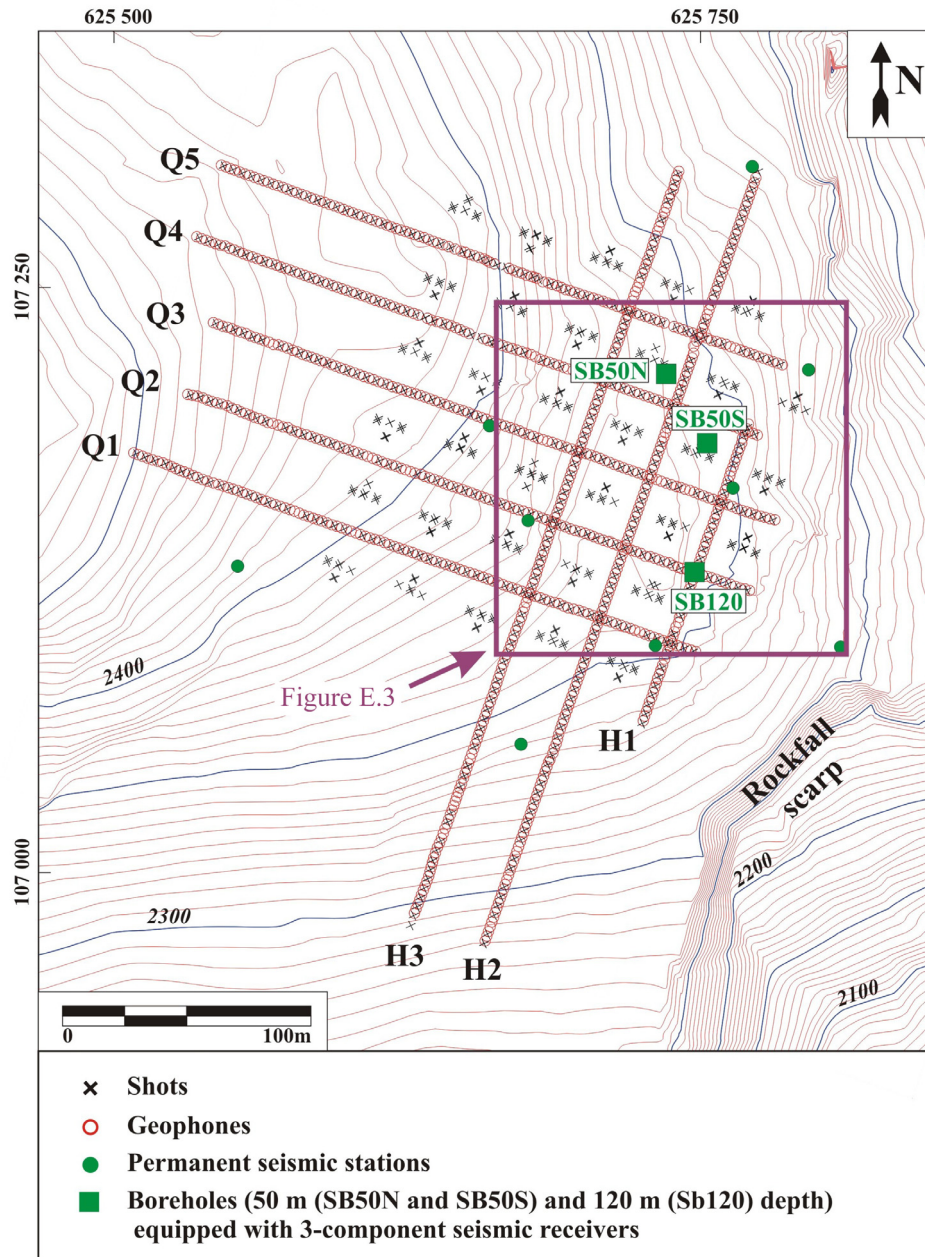 625 500
625 750
N
Q5
Q4
107 250
Q3
SB50N
Q2
SB50S
Q1
SB120
2400
Figure E.3
H1
Rockfall
scarp
107 000
2200
2300
H3
H2
2100
0 100m
Shots
Geophones
Permanent seismic stations
Boreholes (50 m (SB50N and SB50S) and 120 m (Sb120) depth)
equipped with 3-component seismic receivers